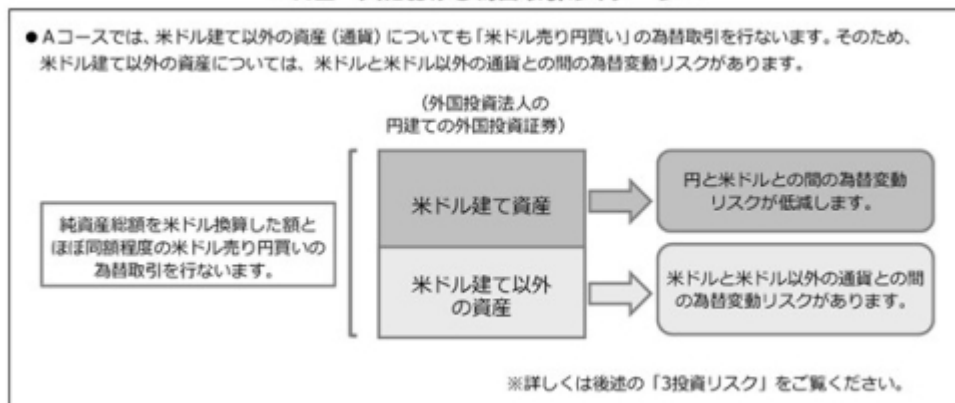 ●Aコースでは、米ドル建て以外の資産（通貨）についても「米ドル売り円買い」の為替取引を行ないます。そのため、
米ドル建て以外の資産については、米ドルと米ドル以外の通貨との間の為替変動リスクがあります。
（外国投資法人の
円建ての外国投資証券）
純資産総額を米ドル換算した額と
ほぼ同額程度の米ドル売り円買いの
為替取引を行ないます。
米ドル建て資産
円と米ドルとの間の為替変動
リスクが低減します。
米ドル建て以外
の資産
米ドルと米ドル以外の通貨との間
の為替変動リスクがあります。
※詳しくは後述の「3投資リスク」をご覧ください。